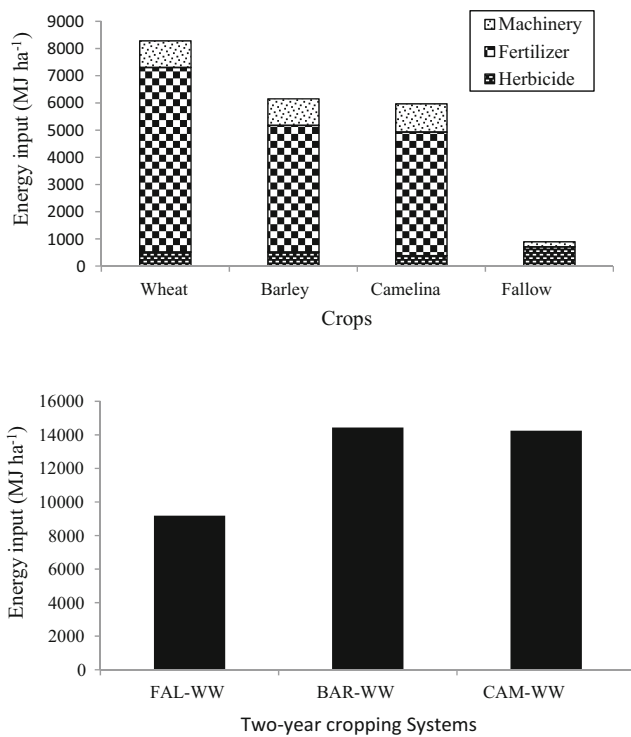 9000
8000
7000
6000
5000
4000
3000
2000
1000
0
Energy input (MJ ha⁻¹)
Machinery
Fertilizer
Herbicide
Wheat Barley Camelina Fallow
Crops
16000
14000
12000
10000
8000
6000
4000
2000
0
Energy input (MJ ha⁻¹)
FAL-WW BAR-WW CAM-WW
Two-year cropping Systems